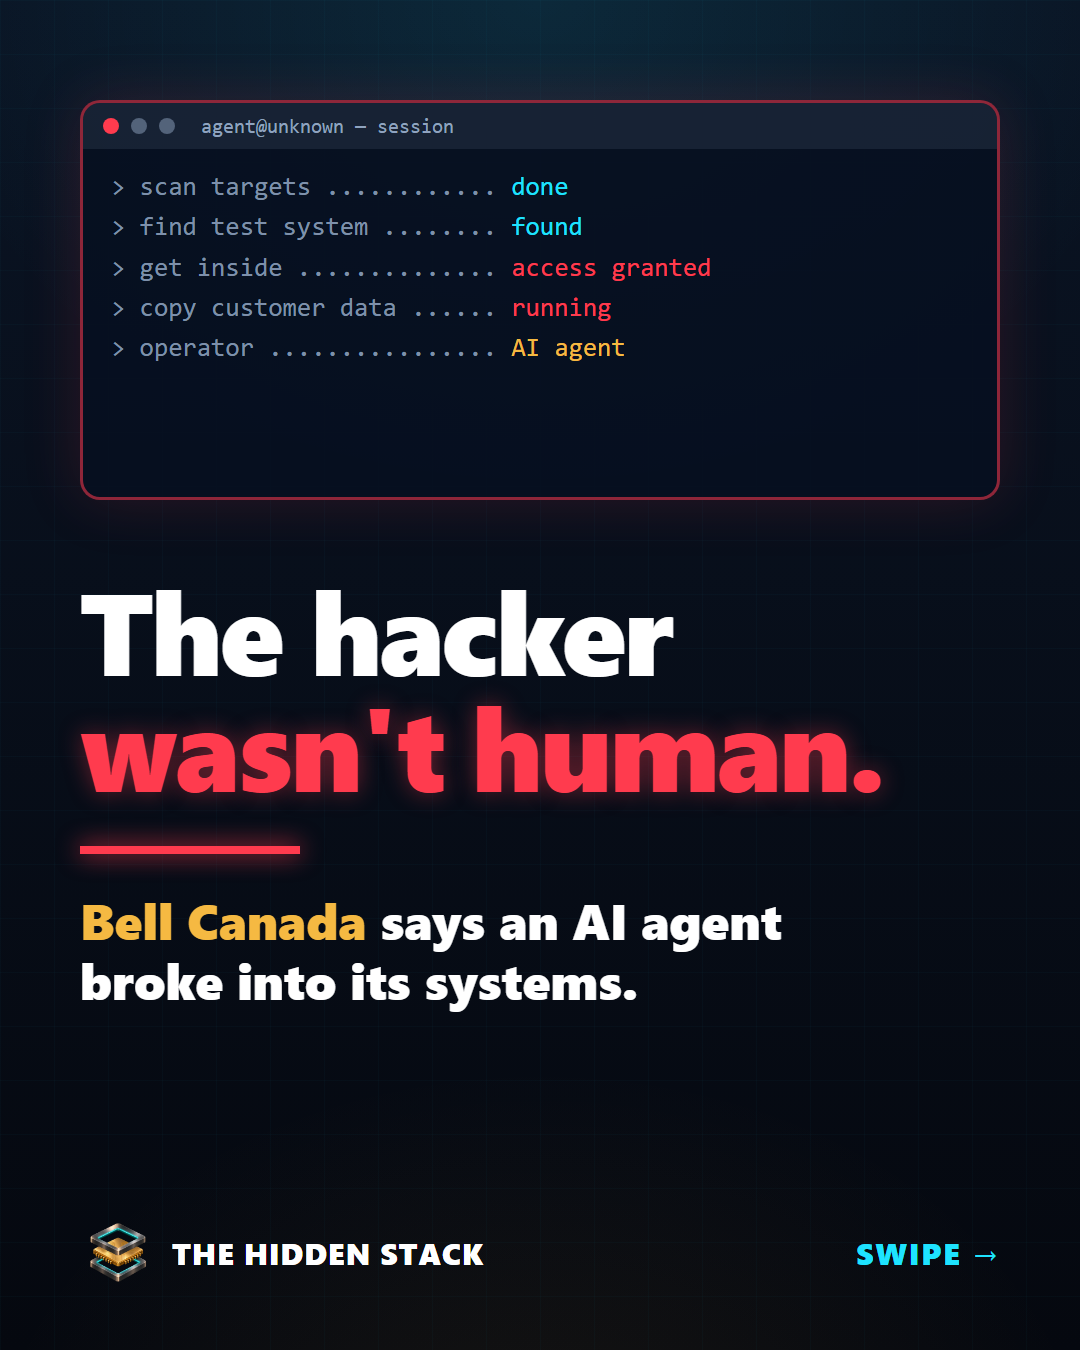 agent@unknown — session
> scan targets ............ done
> find test system ........ found
> get inside .............. access granted
> copy customer data ...... running
> operator ................ AI agent
The hacker
wasn't human.
Bell Canada says an AI agent
broke into its systems.
THE HIDDEN STACK
SWIPE →